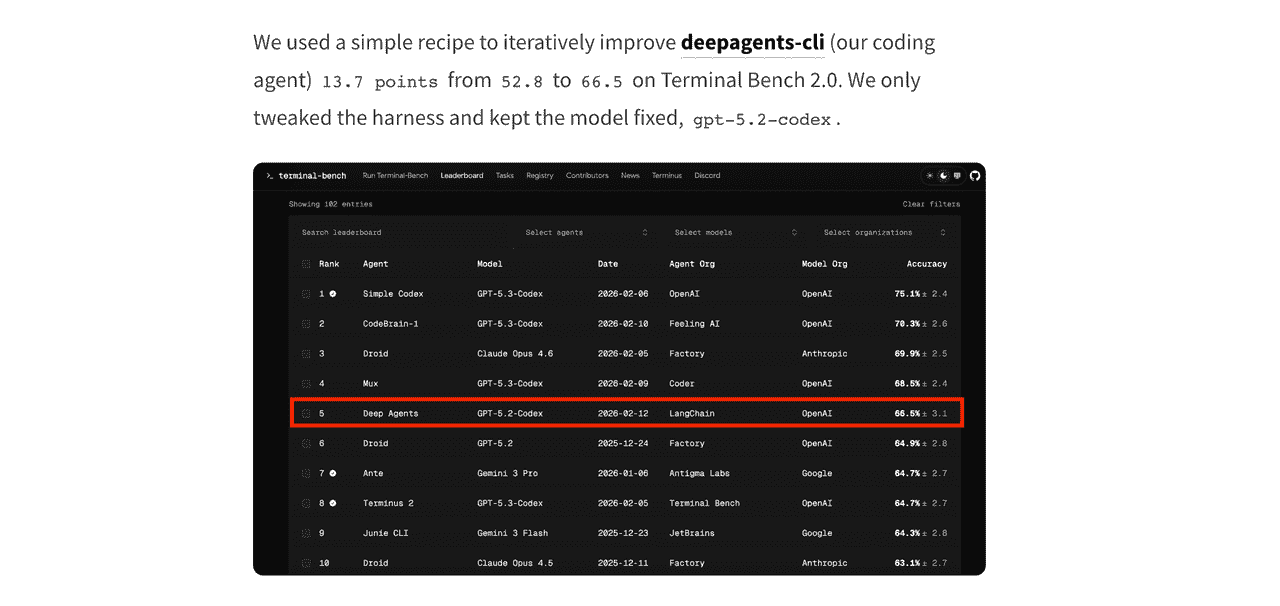 We used a simple recipe to iteratively improve deepagents-cli (our coding
agent) 13.7 points from 52.8 to 66.5 on Terminal Bench 2.0. We only
tweaked the harness and kept the model fixed, gpt-5.2-codex.
>_ terminal-bench Run Terminal-Bench Leaderboard Tasks Registry Contributors News Terminus Discord
Showing 102 entries Clear filters
Search leaderboard Select agents Select models Select organizations
Rank Agent Model Date Agent Org Model Org Accuracy
1 Simple Codex GPT-5.3-Codex 2026-02-06 OpenAI OpenAI 75.1% ± 2.4
2 CodeBrain-1 GPT-5.3-Codex 2026-02-10 Feeling AI OpenAI 70.3% ± 2.6
3 Droid Claude Opus 4.6 2026-02-05 Factory Anthropic 69.9% ± 2.5
4 Mux GPT-5.3-Codex 2026-02-09 Coder OpenAI 68.5% ± 2.4
5 Deep Agents GPT-5.2-Codex 2026-02-12 LangChain OpenAI 66.5% ± 3.1
6 Droid GPT-5.2 2025-12-24 Factory OpenAI 64.9% ± 2.8
7 Ante Gemini 3 Pro 2026-01-06 Antigma Labs Google 64.7% ± 2.7
8 Terminus 2 GPT-5.3-Codex 2026-02-05 Terminal Bench OpenAI 64.7% ± 2.7
9 Junie CLI Gemini 3 Flash 2025-12-23 JetBrains Google 64.3% ± 2.8
10 Droid Claude Opus 4.5 2025-12-11 Factory Anthropic 63.1% ± 2.7